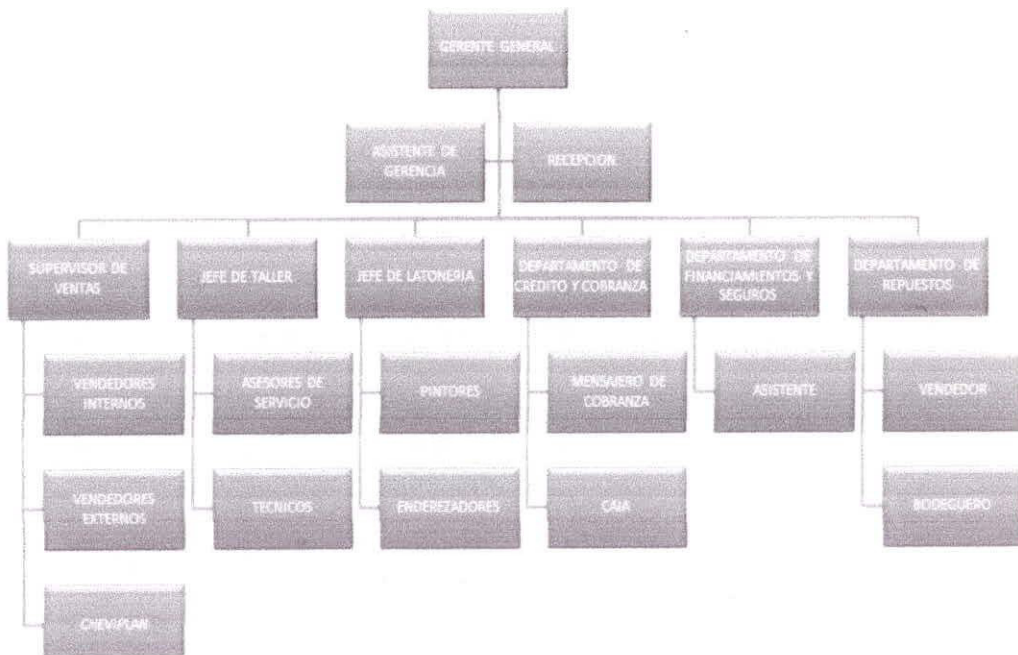 GERENTE GENERAL
ASISTENTE DE
GERENCIA
RECEPCION
SUPERVISOR DE
VENTAS
JEFE DE TALLER
JEFE DE LATONERIA
DEPARTAMENTO DE
CREDITO Y COBRANZA
DEPARTAMENTO DE
FINANCIAMIENTOS Y
SEGUROS
DEPARTAMENTO DE
REPUESTOS
VENDEDORES
INTERNOS
ASESORES DE
SERVICIO
PINTORES
MENSAJERO DE
COBRANZA
ASISTENTE
VENDEDOR
VENDEDORES
EXTERNOS
TECNICOS
ENDEREZADORES
CAJA
BODEGUERO
CHEVIPLAN